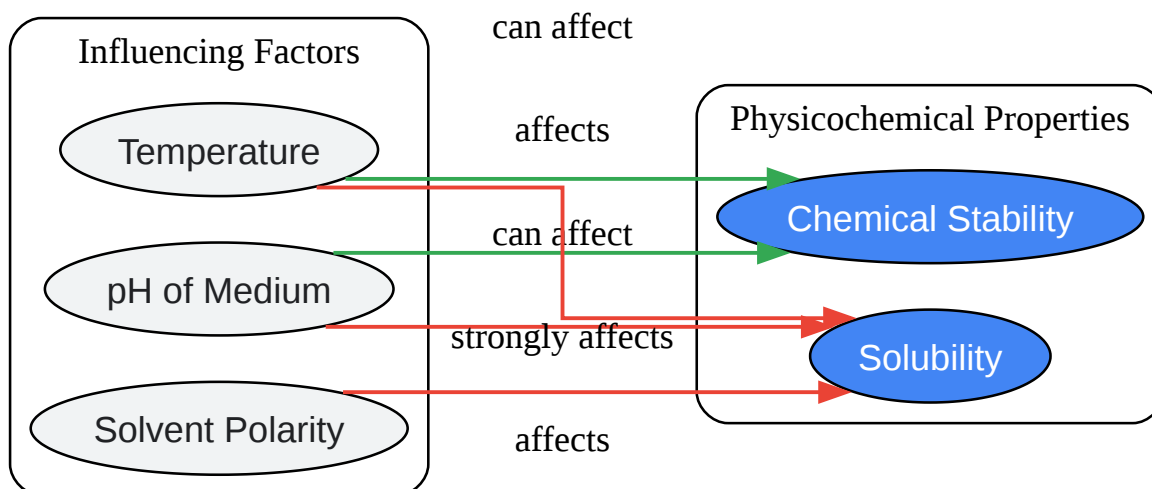 Influencing Factors
Temperature
pH of Medium
Solvent Polarity
can affect
affects
can affect
strongly affects
affects
Physicochemical Properties
Chemical Stability
Solubility